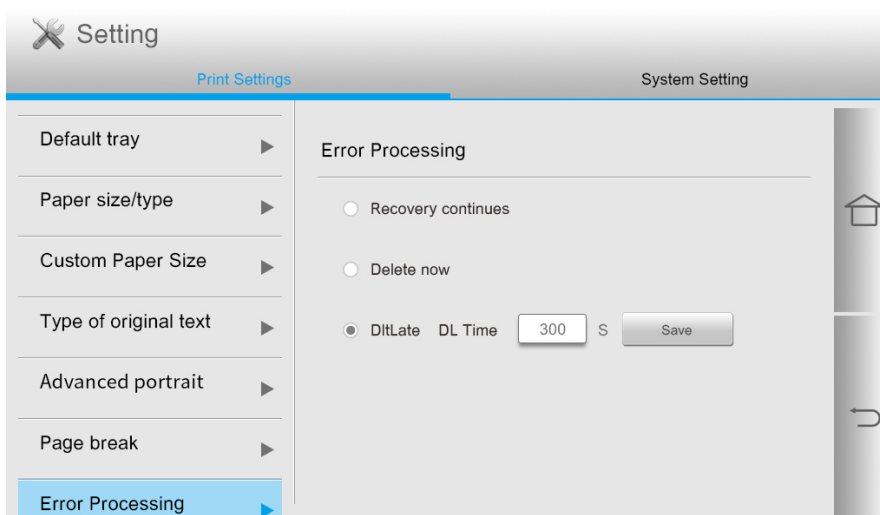 Setting
Print Settings
System Setting
Default tray
Paper size/type
Custom Paper Size
Type of original text
Advanced portrait
Page break
Error Processing
Error Processing
Recovery continues
Delete now
DltLate DL Time 300 S Save